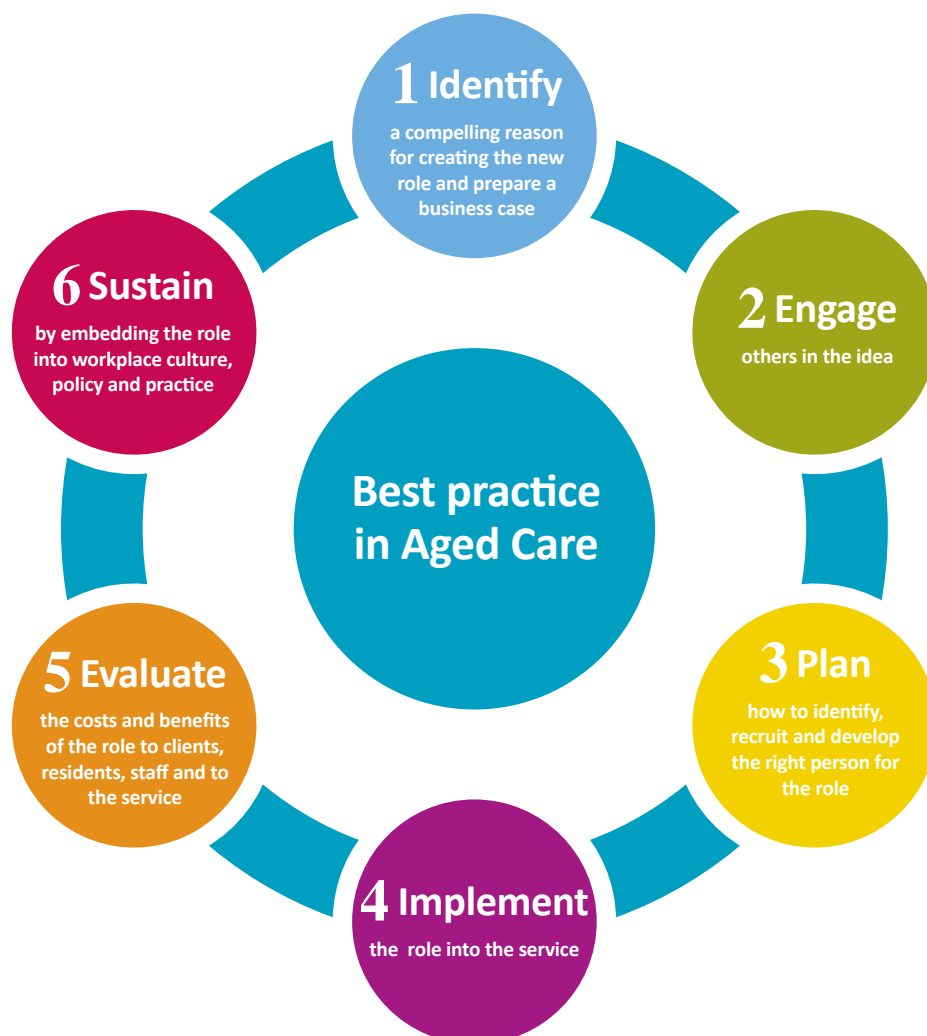 1 Identify
a compelling reason
for creating the new
role and prepare a
business case
2 Engage
others in the idea
3 Plan
how to identify,
recruit and develop
the right person for
the role
4 Implement
the role into the service
5 Evaluate
the costs and benefits
of the role to clients,
residents, staff and to
the service
6 Sustain
by embedding the role
into workplace culture,
policy and practice
Best practice
in Aged Care